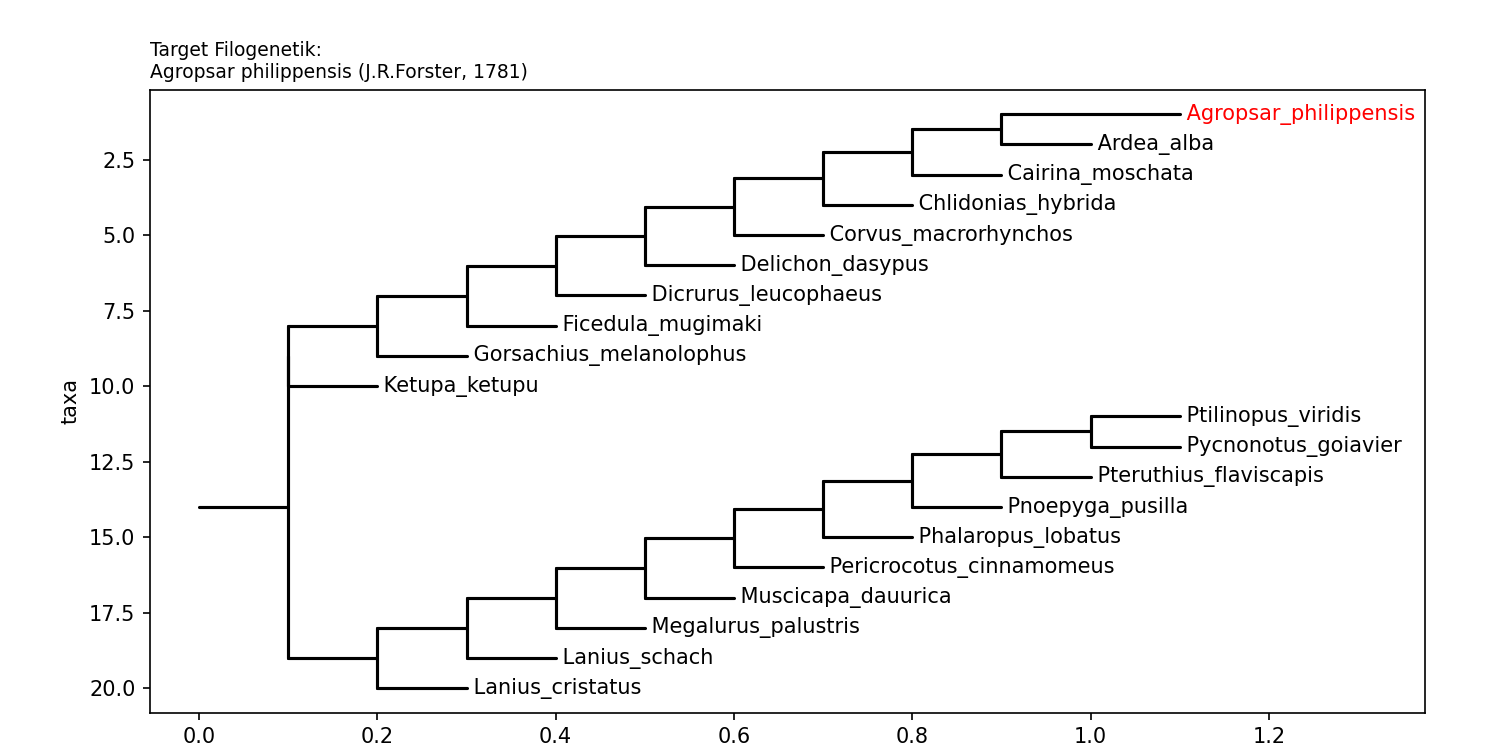 Target Filogenetik:
Agropsar philippensis (J.R.Forster, 1781)
Agropsar_philippensis
Ardea_alba
2.5
Cairina_moschata
Chlidonias_hybrida
5.0
Corvus_macrorhynchos
Delichon_dasypus
Dicrurus_leucophaeus
7.5
Ficedula_mugimaki
Gorsachius_melanolophus
10.0
Ketupa_ketupu
taxa
Ptilinopus_viridis
Pycnonotus_goiavier
12.5
Pteruthius_flaviscapis
Pnoepyga_pusilla
15.0
Phalaropus_lobatus
Pericrocotus_cinnamomeus
Muscicapa_dauurica
17.5
Megalurus_palustris
Lanius_schach
20.0
Lanius_cristatus
0.0 0.2 0.4 0.6 0.8 1.0 1.2